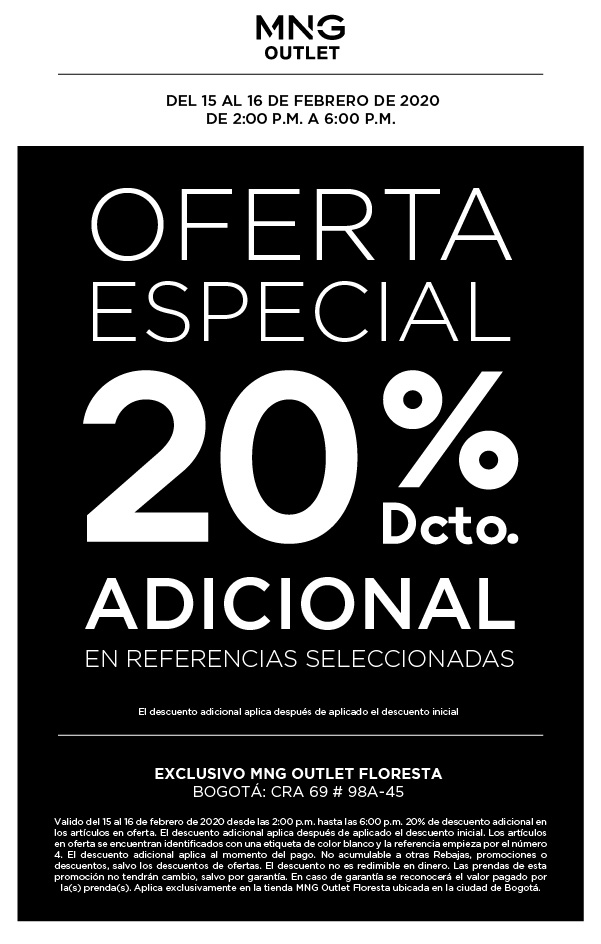 MNG
OUTLET
DEL 15 AL 16 DE FEBRERO DE 2020
DE 2:00 P.M. A 6:00 P.M.
OFERTA
ESPECIAL
20%
Dcto.
ADICIONAL
EN REFERENCIAS SELECCIONADAS
El descuento adicional aplica después de aplicado el descuento inicial
EXCLUSIVO MNG OUTLET FLORESTA
BOGOTÁ: CRA 69 # 98A-45
Valido del 15 al 16 de febrero de 2020 desde las 2:00 p.m. hasta las 6:00 p.m. 20% de descuento adicional en
los artículos en oferta. El descuento adicional aplica después de aplicado el descuento inicial. Los artículos
en oferta se encuentran identificados con una etiqueta de color blanco y la referencia empieza por el número
4. El descuento adicional aplica al momento del pago. No acumulable a otras Rebajas, promociones o
descuentos, salvo los descuentos de ofertas. El descuento no es redimible en dinero. Las prendas de esta
promoción no tendrán cambio, salvo por garantía. En caso de garantía se reconocerá el valor pagado por
la(s) prenda(s). Aplica exclusivamente en la tienda MNG Outlet Floresta ubicada en la ciudad de Bogotá.